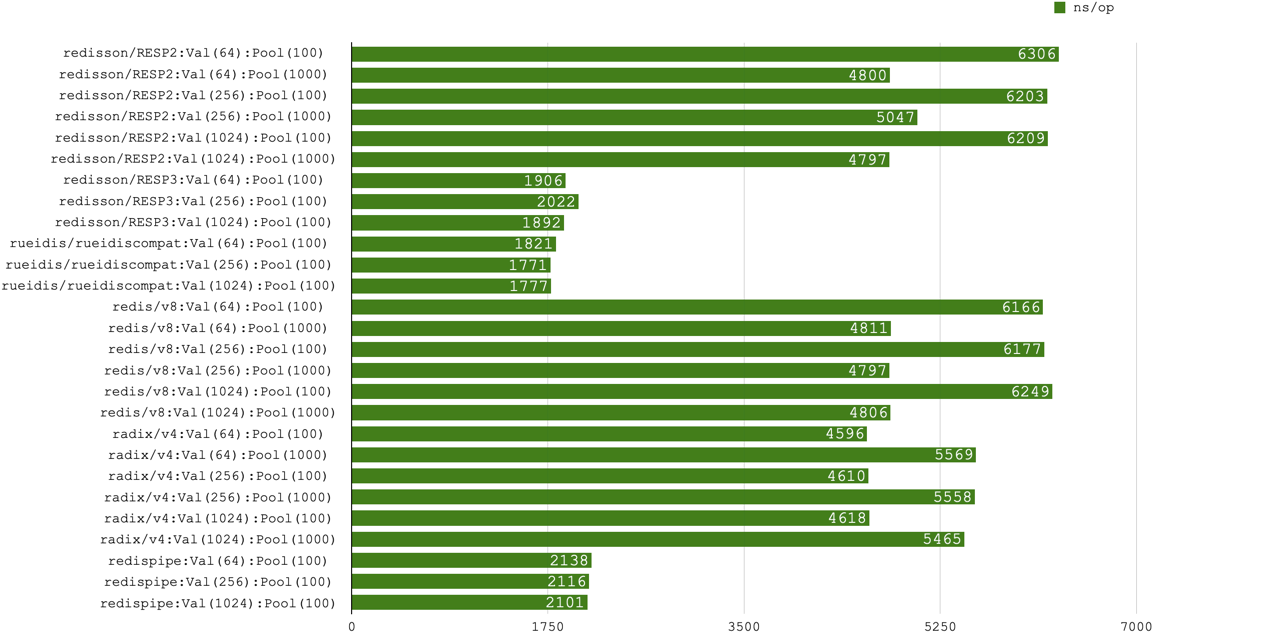 ns/op
redisson/RESP2:Val(64):Pool(100) 6306
redisson/RESP2:Val(64):Pool(1000) 4800
redisson/RESP2:Val(256):Pool(100) 6203
redisson/RESP2:Val(256):Pool(1000) 5047
redisson/RESP2:Val(1024):Pool(100) 6209
redisson/RESP2:Val(1024):Pool(1000) 4797
redisson/RESP3:Val(64):Pool(100) 1906
redisson/RESP3:Val(256):Pool(100) 2022
redisson/RESP3:Val(1024):Pool(100) 1892
rueidis/rueidiscompat:Val(64):Pool(100) 1821
rueidis/rueidiscompat:Val(256):Pool(100) 1771
rueidis/rueidiscompat:Val(1024):Pool(100) 1777
redis/v8:Val(64):Pool(100) 6166
redis/v8:Val(64):Pool(1000) 4811
redis/v8:Val(256):Pool(100) 6177
redis/v8:Val(256):Pool(1000) 4797
redis/v8:Val(1024):Pool(100) 6249
redis/v8:Val(1024):Pool(1000) 4806
radix/v4:Val(64):Pool(100) 4596
radix/v4:Val(64):Pool(1000) 5569
radix/v4:Val(256):Pool(100) 4610
radix/v4:Val(256):Pool(1000) 5558
radix/v4:Val(1024):Pool(100) 4618
radix/v4:Val(1024):Pool(1000) 5465
redispipe:Val(64):Pool(100) 2138
redispipe:Val(256):Pool(100) 2116
redispipe:Val(1024):Pool(100) 2101
0 1750 3500 5250 7000